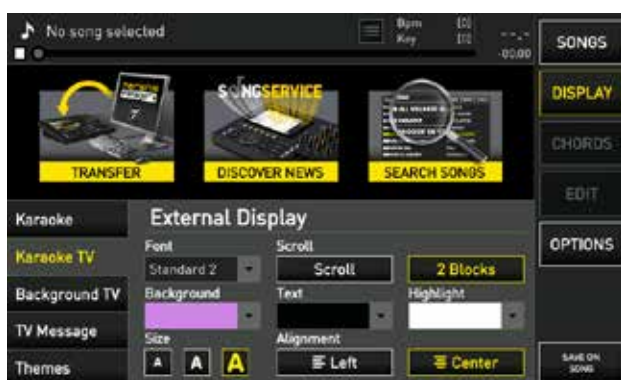 No song selected
Bpm [0]
Key [0]
--.-
-00:00
SONGS
DISPLAY
CHORDS
EDIT
OPTIONS
SAVE ON
SONG
TRANSFER
SONGSERVICE
DISCOVER NEWS
SEARCH SONGS
Karaoke
Karaoke TV
Background TV
TV Message
Themes
External Display
Font
Scroll
Standard 2
Scroll
2 Blocks
Background
Text
Highlight
Size
Alignment
A A A
Left
Center